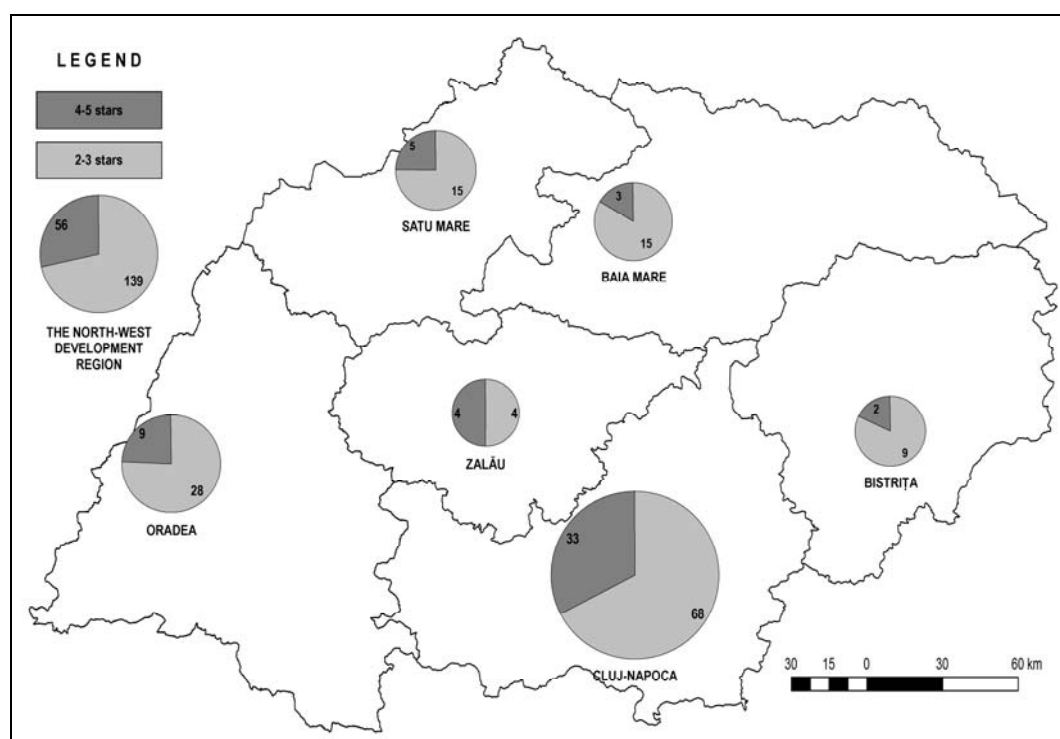 LEGEND
4-5 stars
2-3 stars
56
139
THE NORTH-WEST
DEVELOPMENT
REGION
5
15
SATU MARE
3
15
BAIA MARE
9
28
ORADEA
4
4
ZALĂU
2
9
BISTRIȚA
33
68
CLUJ-NAPOCA
30 15 0 30 60 km